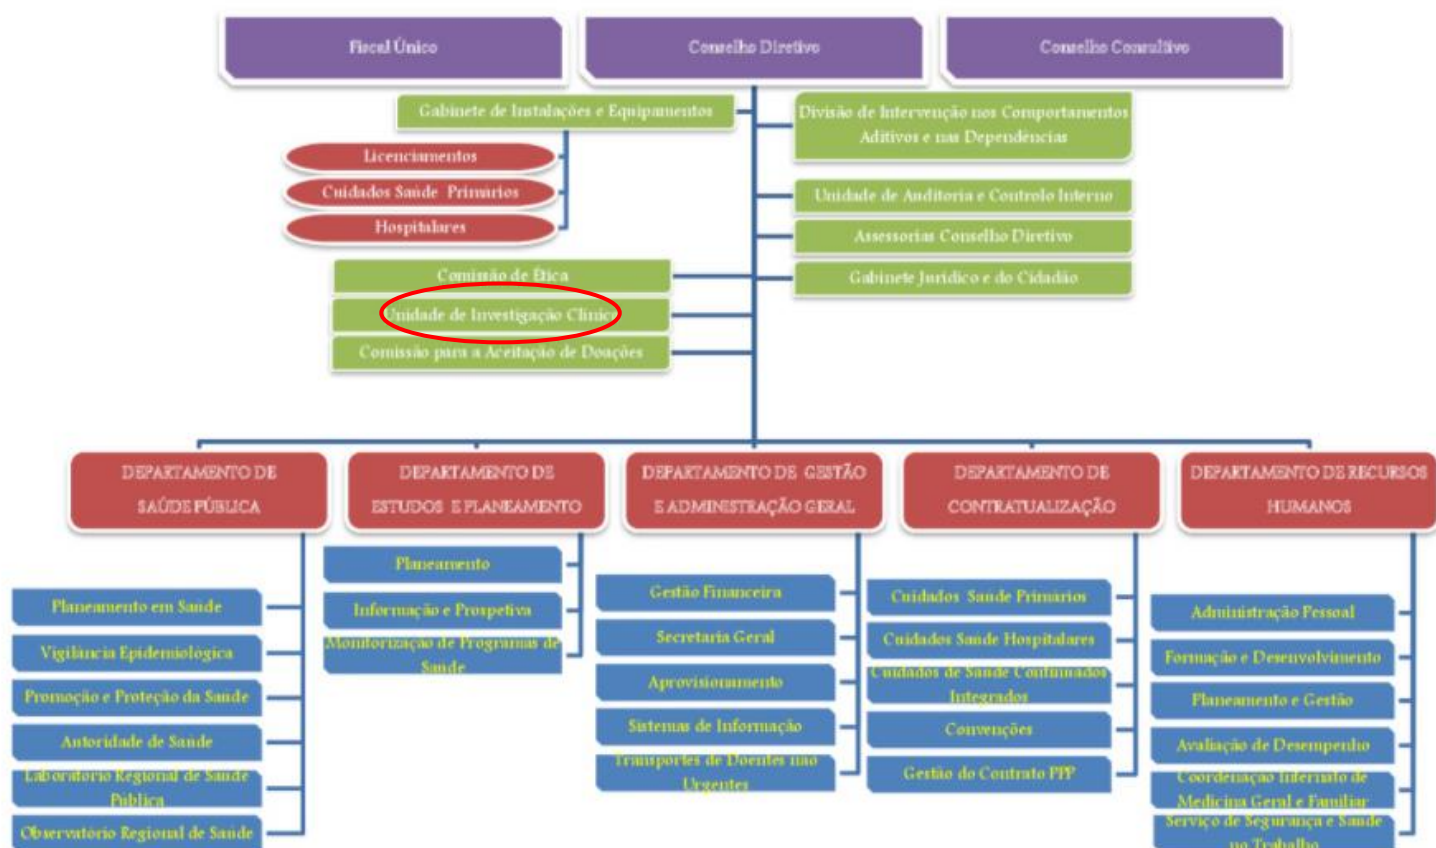 Fiscal Único
Conselho Diretivo
Conselho Consultivo
Gabinete de Instalações e Equipamentos
Licenciamentos
Cuidados Saúde Primários
Hospitalares
Divisão de Intervenção nos Comportamentos
Aditivos e nas Dependências
Unidade de Auditoria e Controlo Interno
Assessorias Conselho Diretivo
Gabinete Jurídico e do Cidadão
Comissão de Ética
Unidade de Investigação Clínica
Comissão para a Aceitação de Doações
DEPARTAMENTO DE
SAÚDE PÚBLICA
Planeamento em Saúde
Vigilância Epidemiológica
Promoção e Proteção da Saúde
Autoridade de Saúde
Laboratório Regional de Saúde
Pública
Observatório Regional de Saúde
DEPARTAMENTO DE
ESTUDOS E PLANEAMENTO
Planeamento
Informação e Prospetiva
Monitorização de Programas de
Saúde
DEPARTAMENTO DE GESTÃO
E ADMINISTRAÇÃO GERAL
Gestão Financeira
Secretaria Geral
Aprovisionamento
Sistemas de Informação
Transportes de Doentes não
Urgentes
DEPARTAMENTO DE
CONTRATUALIZAÇÃO
Cuidados Saúde Primários
Cuidados Saúde Hospitalares
Cuidados de Saúde Continuados
Integrados
Convenções
Gestão do Contrato PPP
DEPARTAMENTO DE RECURSOS
HUMANOS
Administração Pessoal
Formação e Desenvolvimento
Planeamento e Gestão
Avaliação de Desempenho
Coordenação Internato de
Medicina Geral e Familiar
Serviço de Segurança e Saúde
no Trabalho